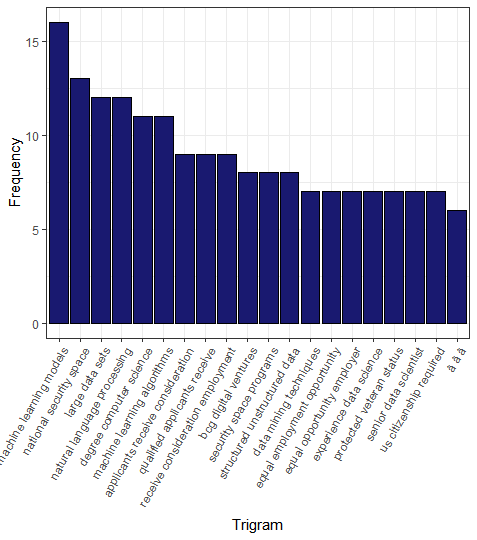 Frequency
15
10
5
0
machine learning models
national security space
large data sets
natural language processing
degree computer science
machine learning algorithms
applicants receive consideration
qualified applicants receive
receive consideration employment
bcg digital ventures
security space programs
structured unstructured data
data mining techniques
equal employment opportunity
equal opportunity employer
experience data science
protected veteran status
senior data scientist
us citizenship required
â â â
Trigram